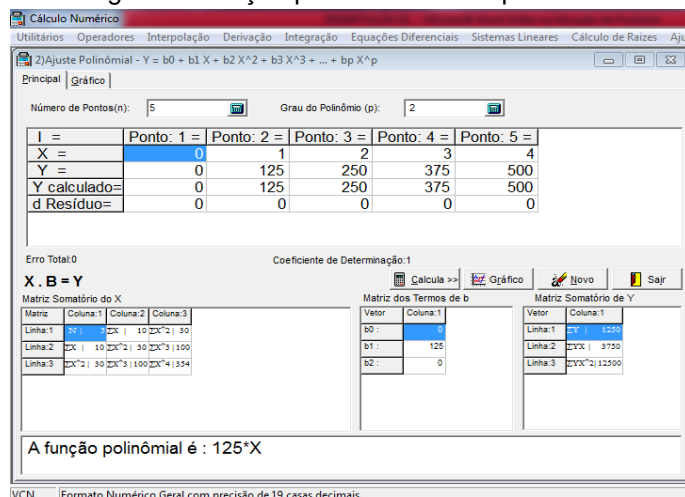 Cálculo Numérico
Utilitários Operadores Interpolação Derivação Integração Equações Diferenciais Sistemas Lineares Cálculo de Raizes Aju
2)Ajuste Polinômial - Y = b0 + b1 X + b2 X^2 + b3 X^3 + ... + bp X^p
Principal Gráfico
Número de Pontos(n): 5 Grau do Polinômio (p): 2
I = Ponto: 1 = Ponto: 2 = Ponto: 3 = Ponto: 4 = Ponto: 5 =
X = 0 1 2 3 4
Y = 0 125 250 375 500
Y calculado= 0 125 250 375 500
d Resíduo= 0 0 0 0 0
Erro Total:0 Coeficiente de Determinação:1
X . B = Y Calcula >> Gráfico Novo Sair
Matriz Somatório do X Matriz dos Termos de b Matriz Somatório de Y
Matriz Coluna:1 Coluna:2 Coluna:3 Vetor Coluna:1 Vetor Coluna:1
Linha:1 N | 5 ΣX | 10 ΣX^2| 30 b0 : 0 Linha:1 ΣY | 1250
Linha:2 ΣX | 10 ΣX^2| 30 ΣX^3|100 b1 : 125 Linha:2 ΣYX | 3750
Linha:3 ΣX^2| 30 ΣX^3|100 ΣX^4|354 b2 : 0 Linha:3 ΣYX^2|12500
A função polinômial é : 125*X
VCN Formato Numérico Geral com precisão de 19 casas decimais